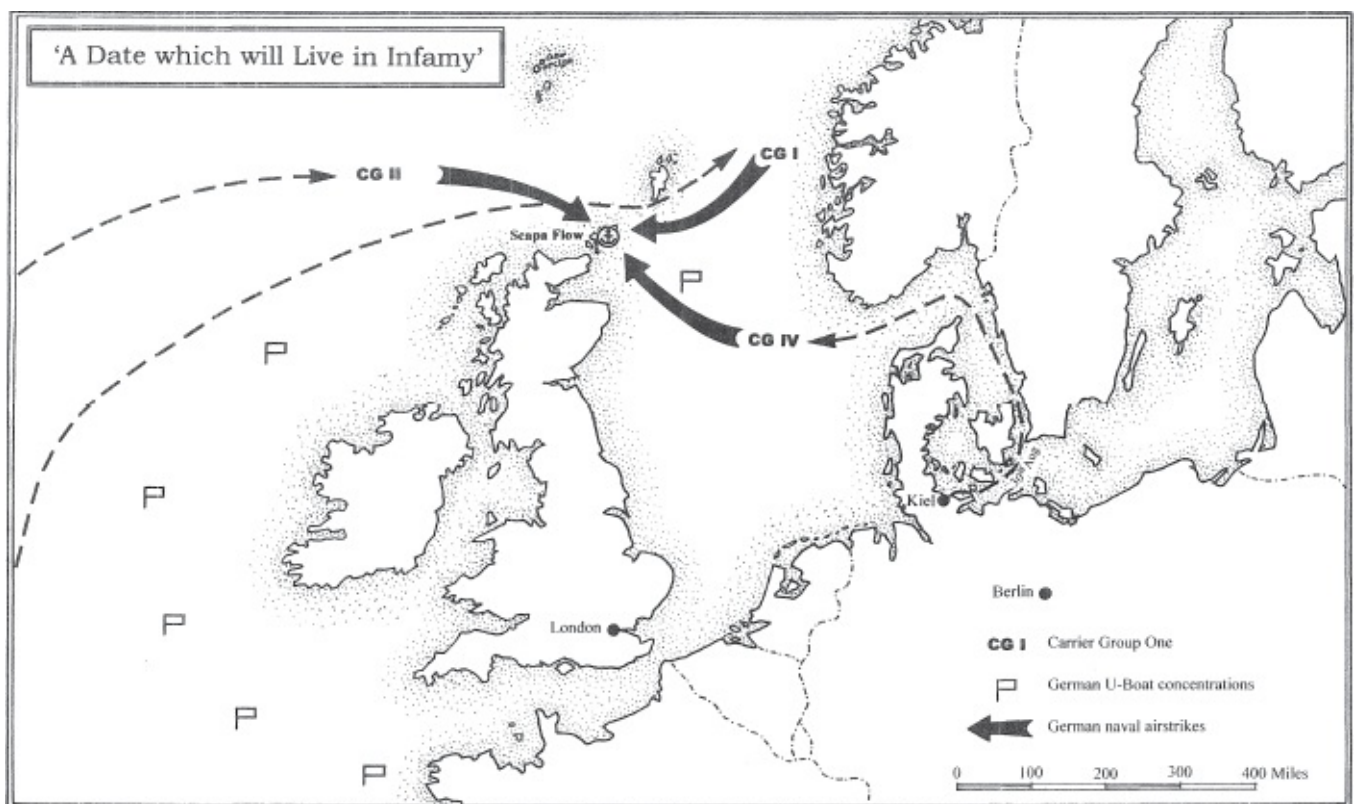 'A Date which will Live in Infamy'
CG II
CG I
Scapa Flow
CG IV
Kiel
Berlin
London
CG I Carrier Group One
German U-Boat concentrations
German naval airstrikes
0 100 200 300 400 Miles